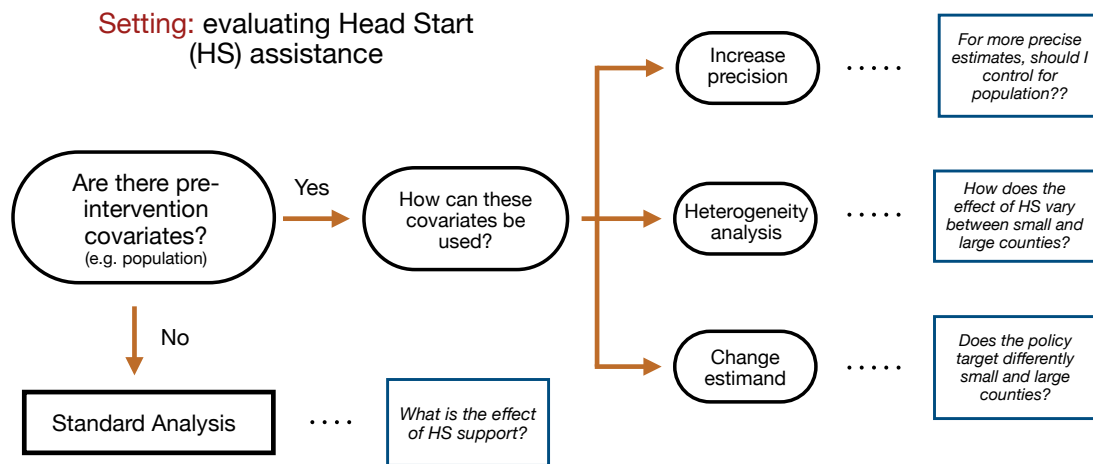 Setting: evaluating Head Start
(HS) assistance
Are there pre-
intervention
covariates?
(e.g. population)
Yes
How can these
covariates be
used?
Increase
precision
.....
For more precise
estimates, should I
control for
population??
Heterogeneity
analysis
.....
How does the
effect of HS vary
between small and
large counties?
Change
estimand
.....
Does the policy
target differently
small and large
counties?
No
Standard Analysis
....
What is the effect
of HS support?